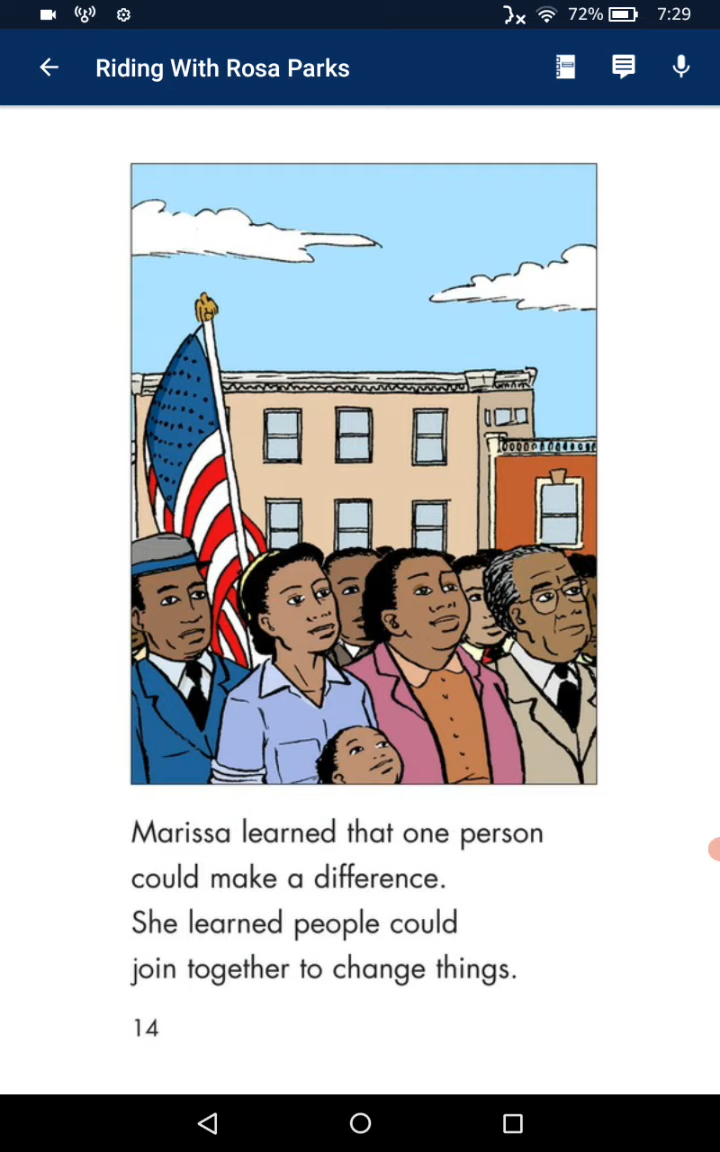 72% 7:29
Riding With Rosa Parks
Marissa learned that one person
could make a difference.
She learned people could
join together to change things.
14